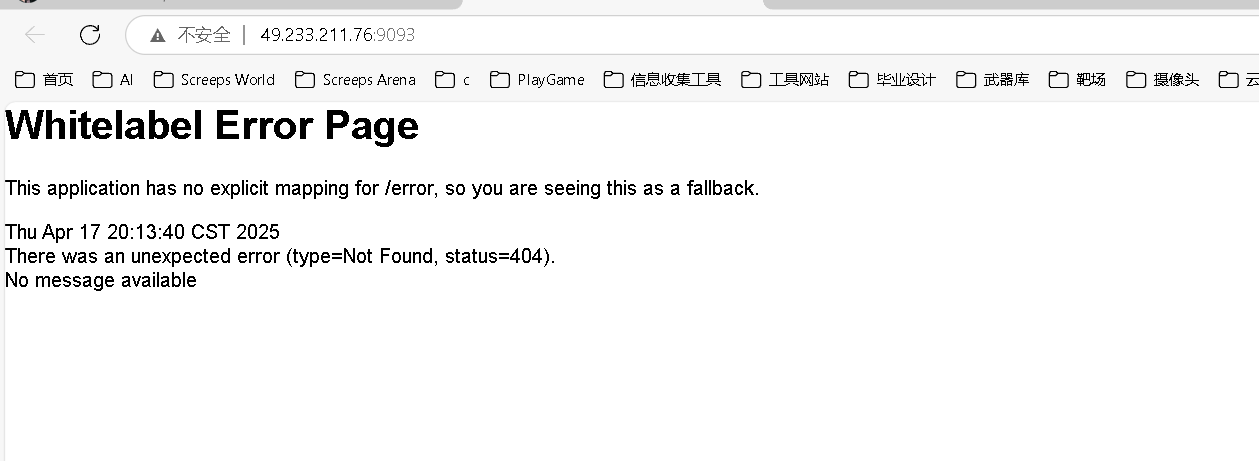 不安全 | 49.233.211.76:9093
首页 AI Screeps World Screeps Arena c PlayGame 信息收集工具 工具网站 毕业设计 武器库 靶场 摄像头 云
Whitelabel Error Page
This application has no explicit mapping for /error, so you are seeing this as a fallback.
Thu Apr 17 20:13:40 CST 2025
There was an unexpected error (type=Not Found, status=404).
No message available